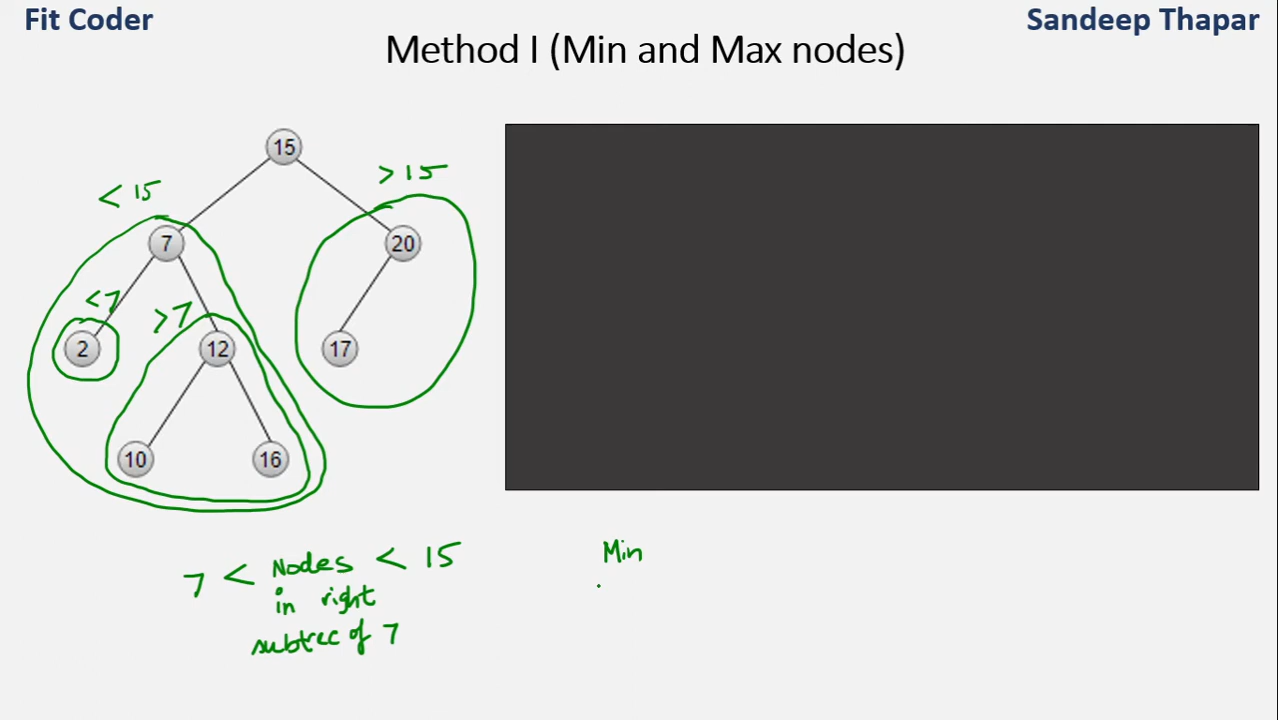 Fit Coder
Sandeep Thapar
Method I (Min and Max nodes)
15
< 15
> 15
7
20
<7
>7
2
12
17
10
16
7 < Nodes < 15
in right
subtree of 7
Min